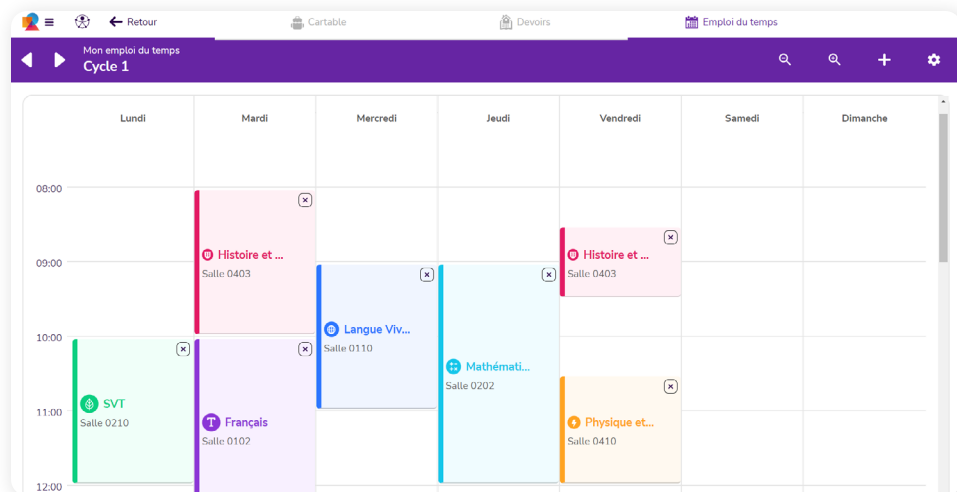 Retour
Cartable
Devoirs
Emploi du temps
Mon emploi du temps
Cycle 1
Lundi
Mardi
Mercredi
Jeudi
Vendredi
Samedi
Dimanche
08:00
09:00
10:00
11:00
12:00
SVT
Salle 0210
Histoire et ...
Salle 0403
T Français
Salle 0102
Langue Viv...
Salle 0110
Mathémati...
Salle 0202
Histoire et ...
Salle 0403
Physique et...
Salle 0410